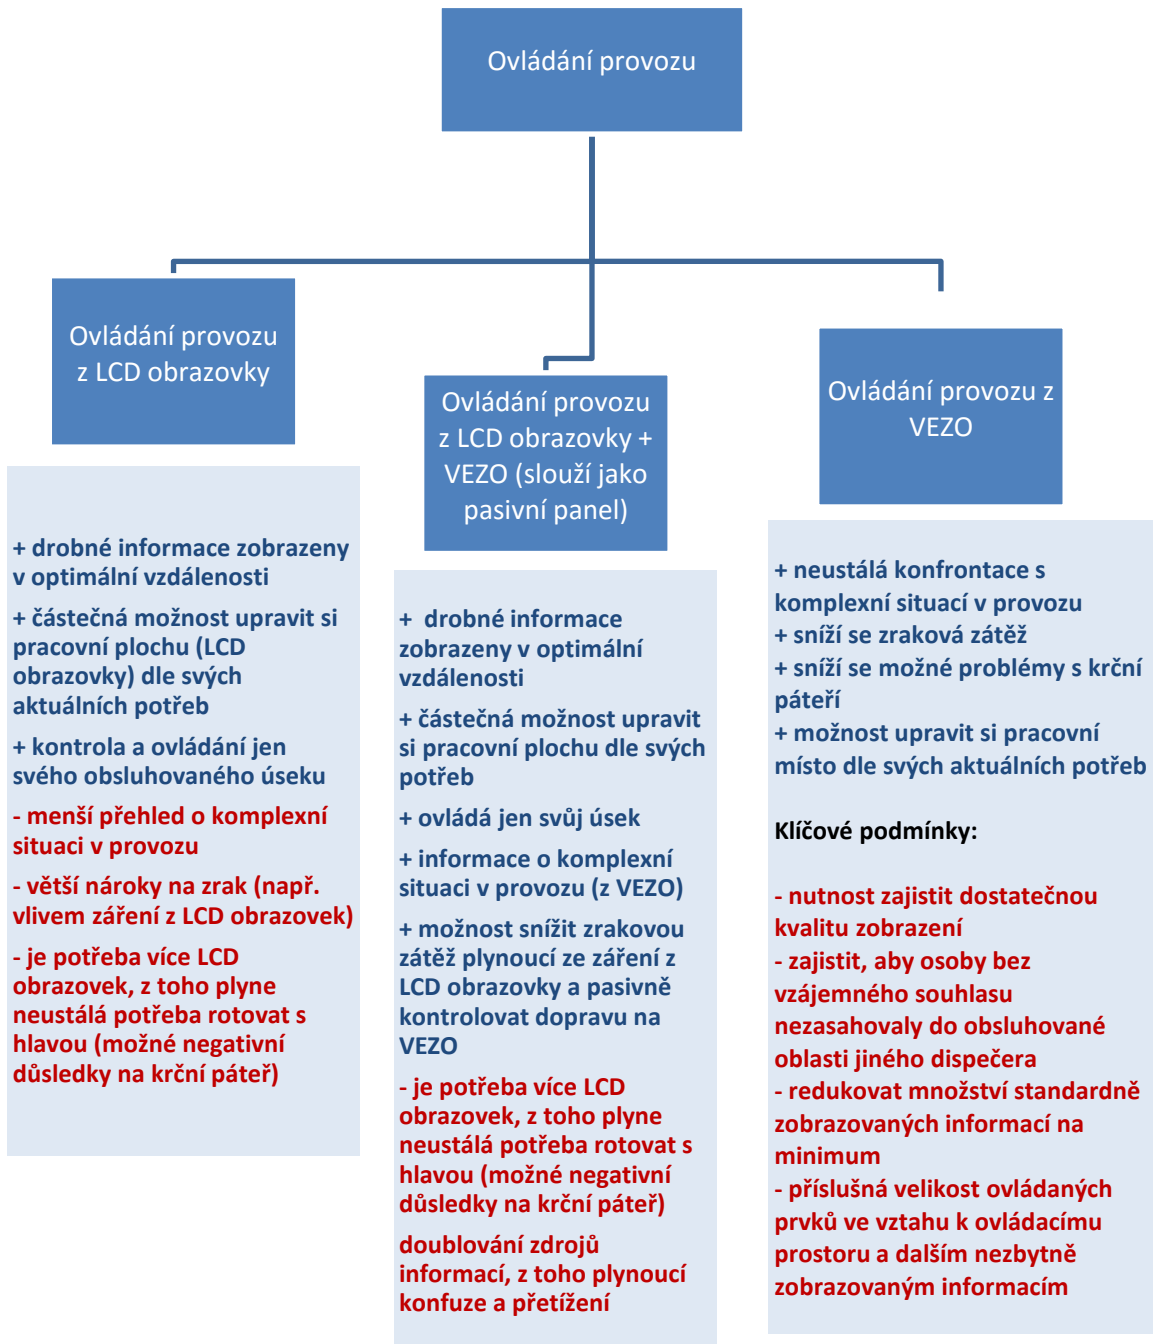 Ovládání provozu
Ovládání provozu
z LCD obrazovky
+ drobné informace zobrazeny
v optimální vzdálenosti
+ částečná možnost upravit si
pracovní plochu (LCD
obrazovky) dle svých
aktuálních potřeb
+ kontrola a ovládání jen
svého obsluhovaného úseku
- menší přehled o komplexní
situaci v provozu
- větší nároky na zrak (např.
vlivem záření z LCD obrazovek)
- je potřeba více LCD
obrazovek, z toho plyne
neustálá potřeba rotovat s
hlavou (možné negativní
důsledky na krční páteř)
Ovládání provozu
z LCD obrazovky +
VEZO (slouží jako
pasivní panel)
+ drobné informace
zobrazeny v optimální
vzdálenosti
+ částečná možnost upravit
si pracovní plochu dle svých
potřeb
+ ovládá jen svůj úsek
+ informace o komplexní
situaci v provozu (z VEZO)
+ možnost snížit zrakovou
zátěž plynoucí ze záření z
LCD obrazovky a pasivně
kontrolovat dopravu na
VEZO
- je potřeba více LCD
obrazovek, z toho plyne
neustálá potřeba rotovat s
hlavou (možné negativní
důsledky na krční páteř)
doublování zdrojů
informací, z toho plynoucí
konfuze a přetížení
Ovládání provozu z
VEZO
+ neustálá konfrontace s
komplexní situací v provozu
+ sníží se zraková zátěž
+ sníží se možné problémy s krční
páteří
+ možnost upravit si pracovní
místo dle svých aktuálních potřeb
Klíčové podmínky:
- nutnost zajistit dostatečnou
kvalitu zobrazení
- zajistit, aby osoby bez
vzájemného souhlasu
nezasahovaly do obsluhované
oblasti jiného dispečera
- redukovat množství standardně
zobrazovaných informací na
minimum
- příslušná velikost ovládaných
prvků ve vztahu k ovládacímu
prostoru a dalším nezbytně
zobrazovaným informacím